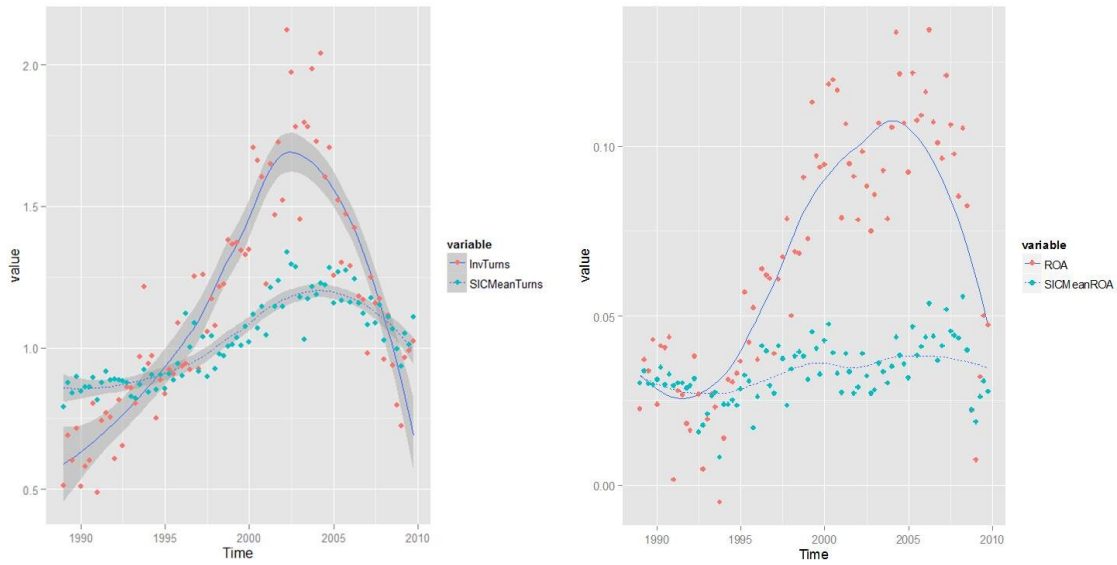 2.0
1.5
1.0
0.5
value
1990 1995 2000 2005 2010
Time
variable
InvTurns
SICMeanTurns
0.10
0.05
0.00
value
1990 1995 2000 2005 2010
Time
variable
ROA
SICMeanROA